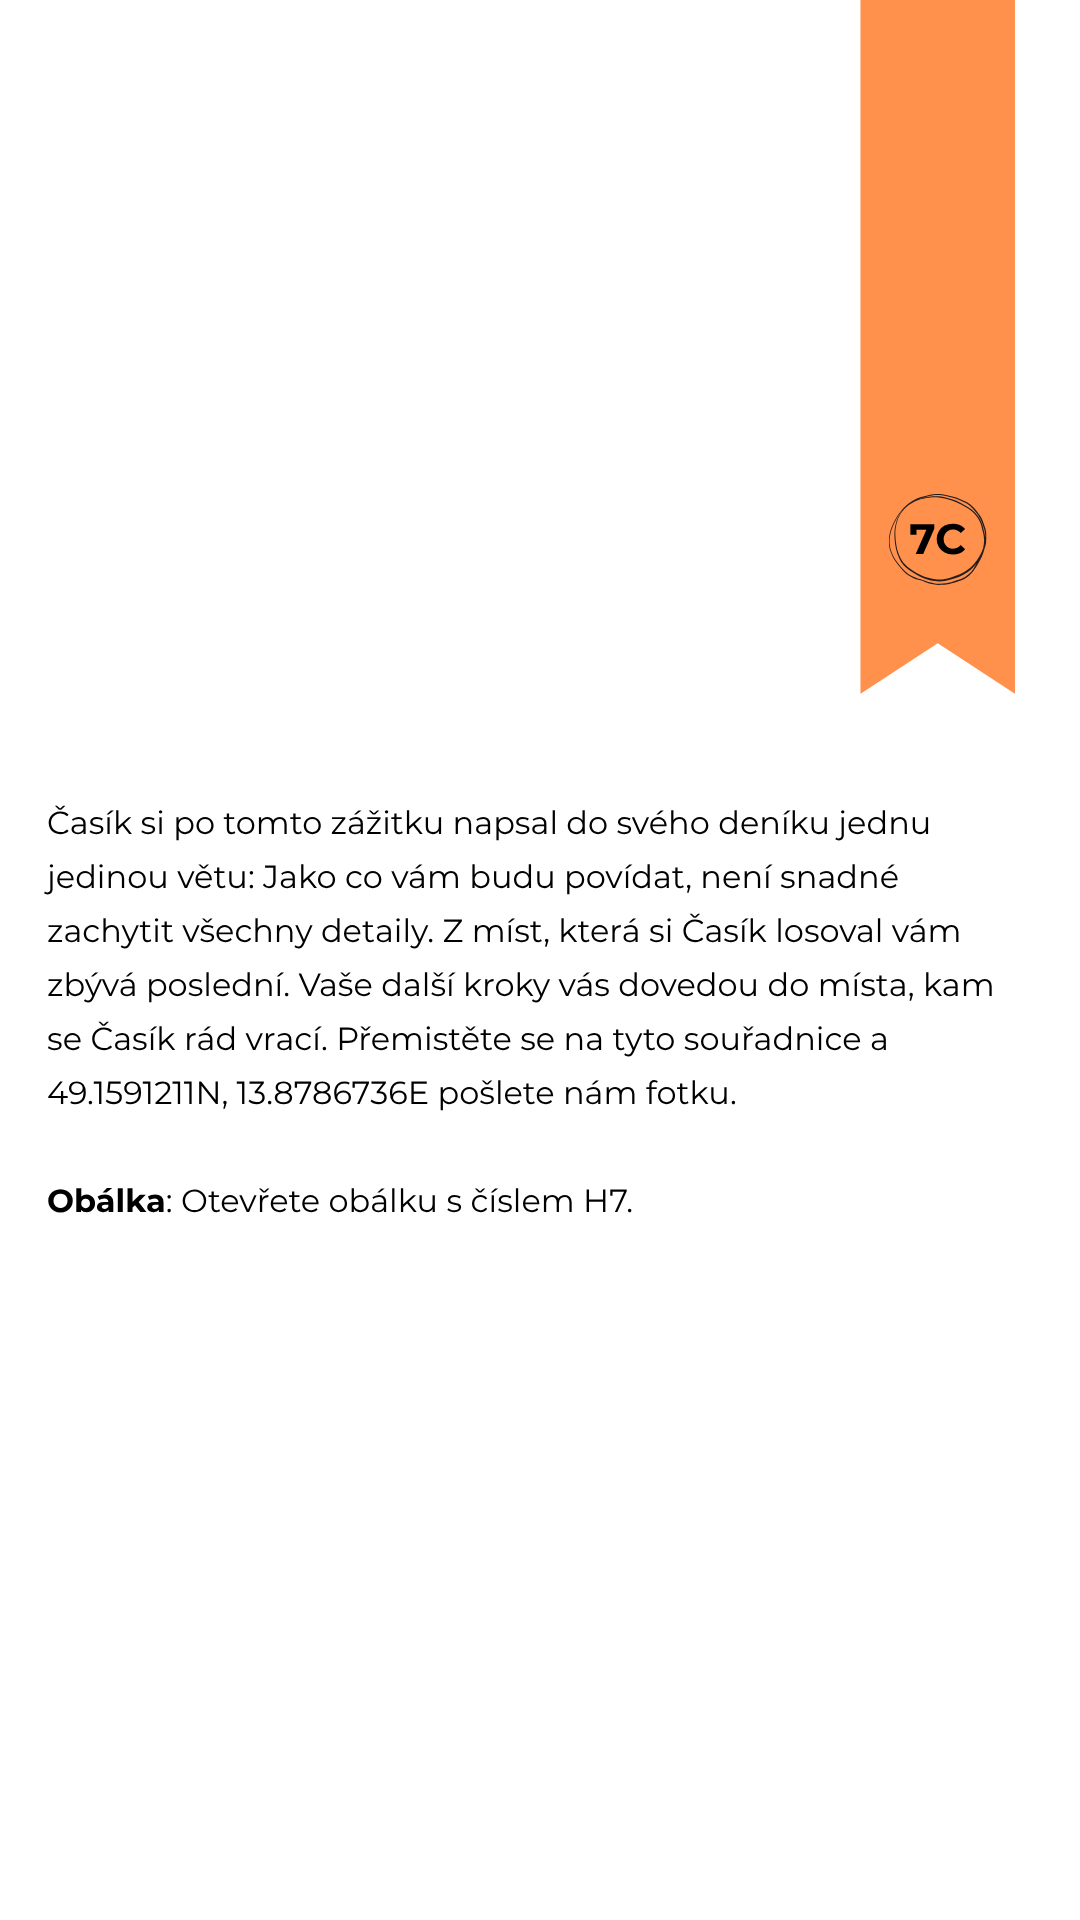 7C
Časík si po tomto zážitku napsal do svého deníku jednu
jedinou větu: Jako co vám budu povídat, není snadné
zachytit všechny detaily. Z míst, která si Časík losoval vám
zbývá poslední. Vaše další kroky vás dovedou do místa, kam
se Časík rád vrací. Přemistěte se na tyto souřadnice a
49.1591211N, 13.8786736E pošlete nám fotku.
Obálka: Otevřete obálku s číslem H7.